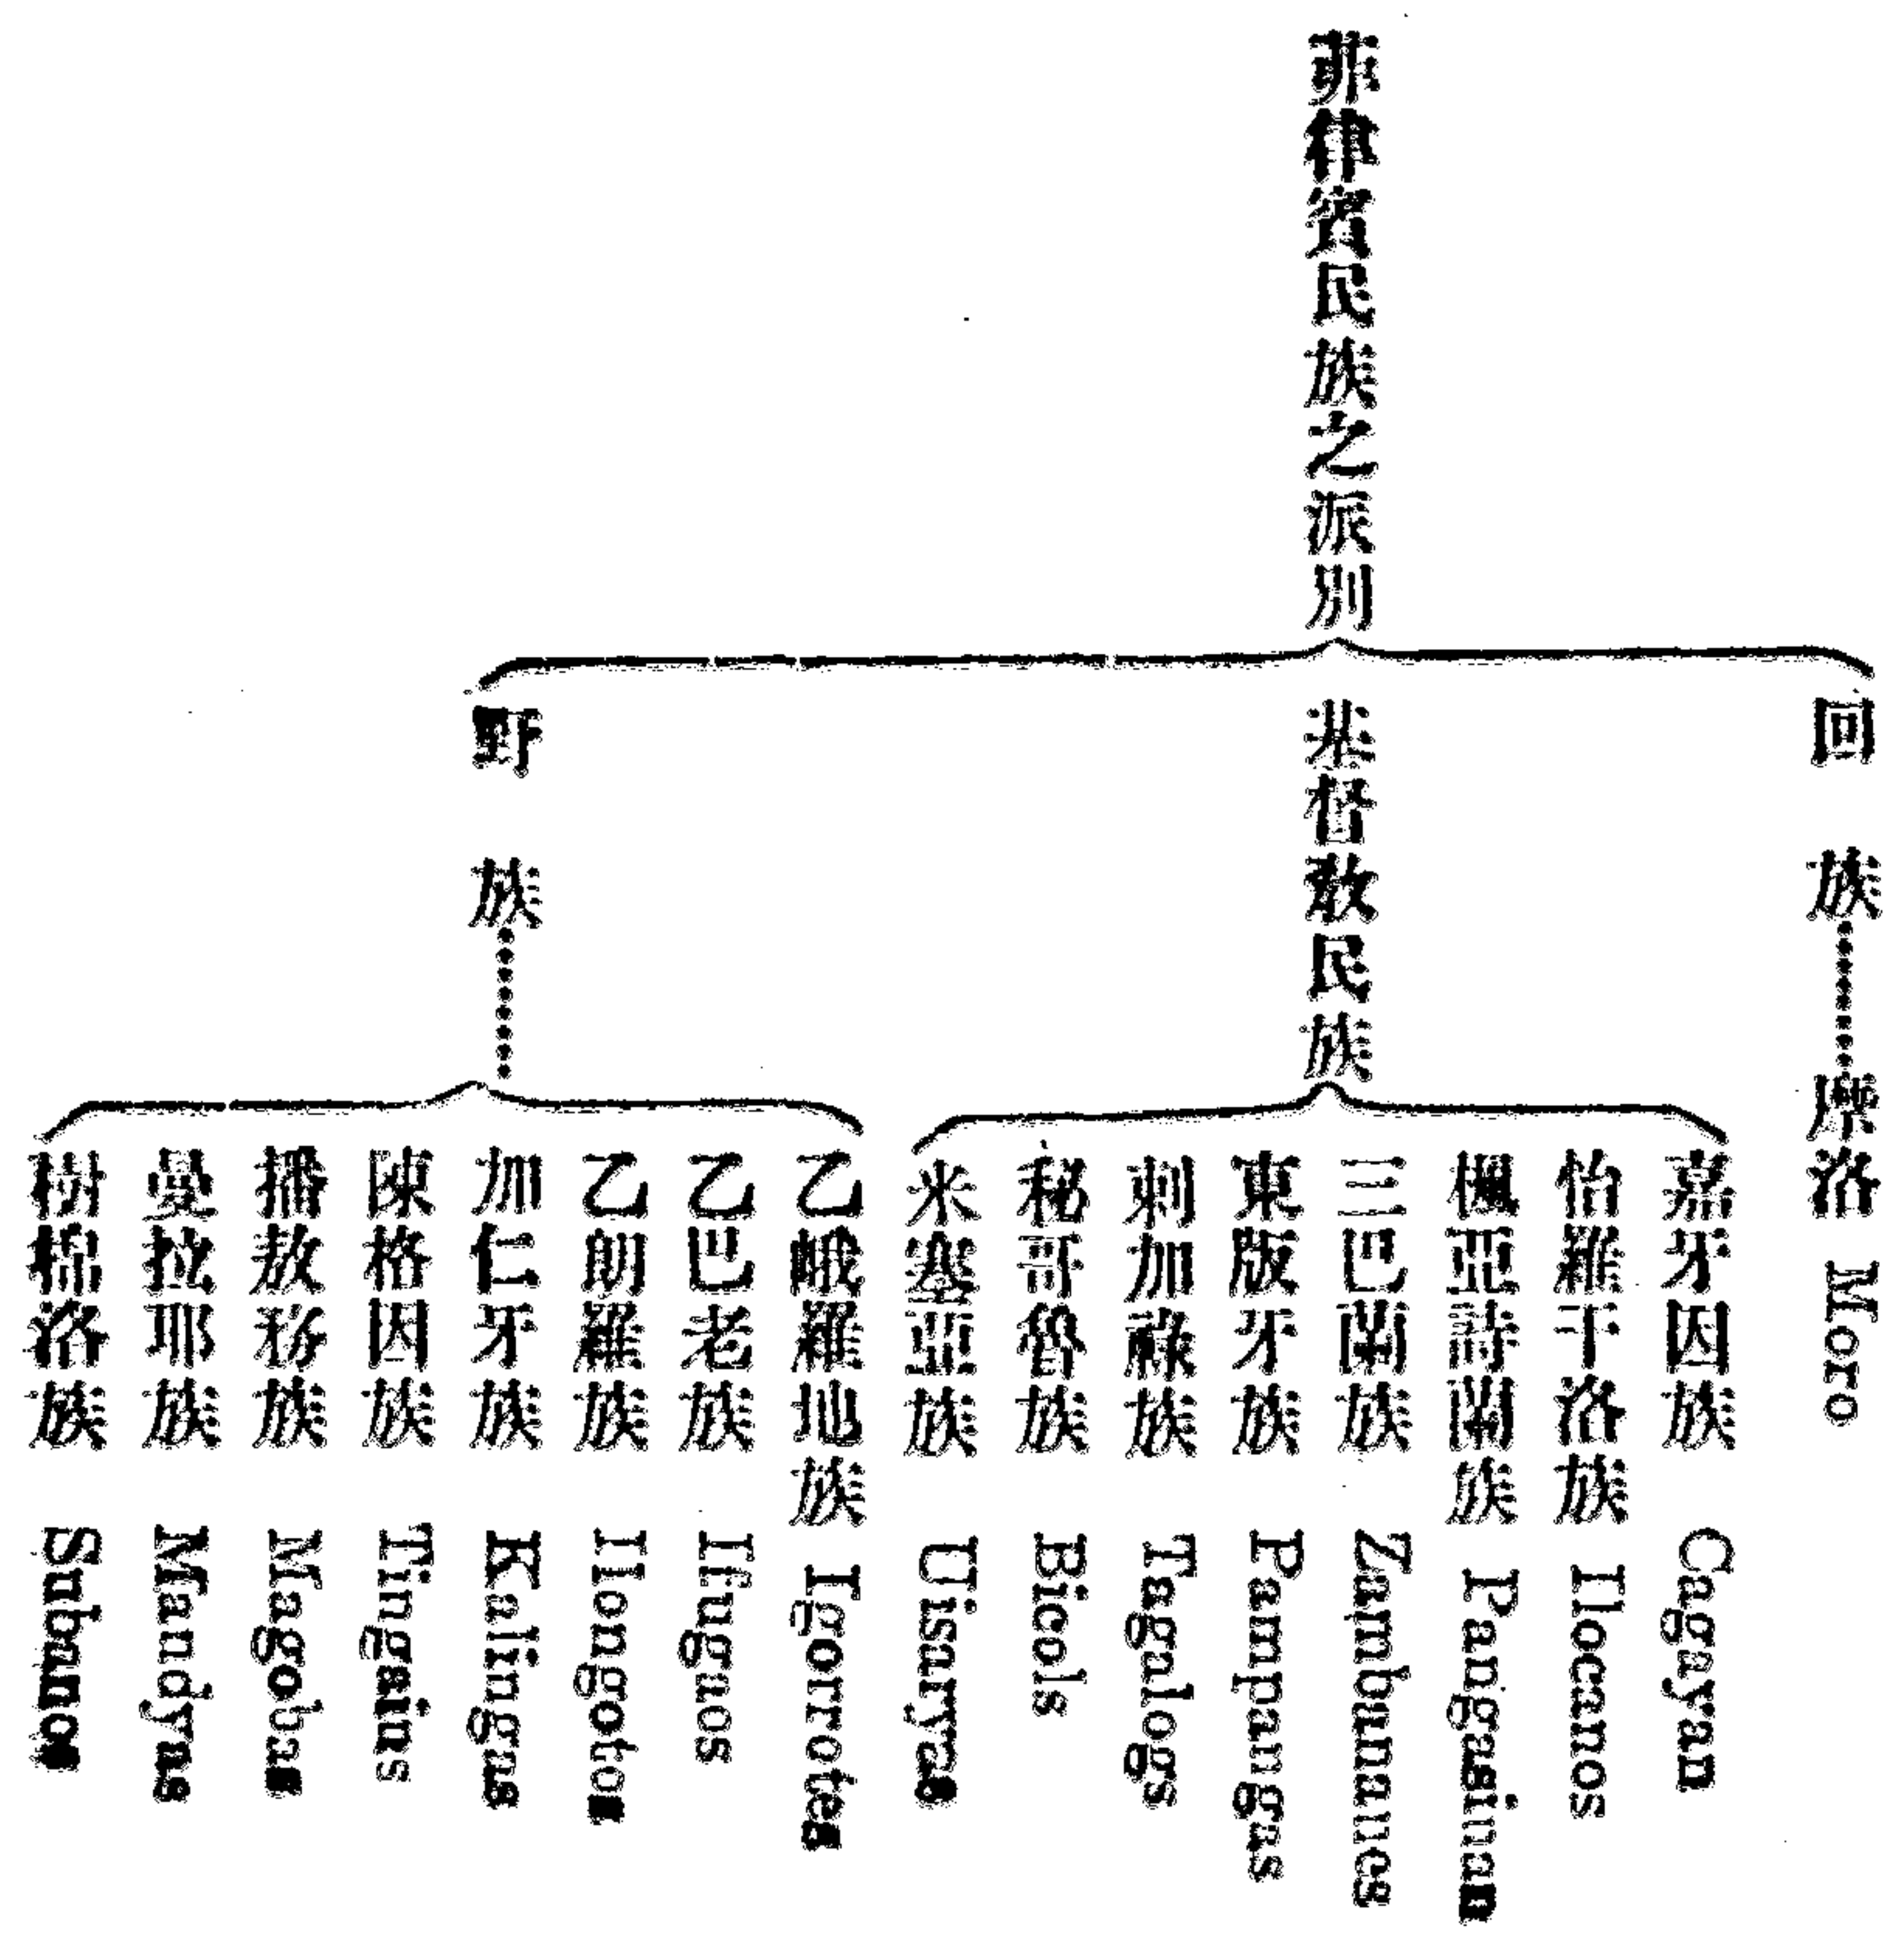 菲律賓民族之派別
回族……摩洛 Moro
基督敎民族
嘉牙因族 Cagayan
怡羅干洛族 Ilocanos
楓亞詩蘭族 Pangasinan
三巴蘭族 Zambanales
東版牙族 Pampangas
剌加祿族 Tagalogs
秘哥魯族 Bicols
米塞亞族 Uisaryas
野族……
乙峨羅地族 Igorrotes
乙巴老族 Ifugaos
乙朗羅族 Ilongotos
加仁牙族 Kalingas
陳格因族 Tingsins
播敖務族 Magobas
曼拉耶族 Mandyas
樹棉洛族 Subanos